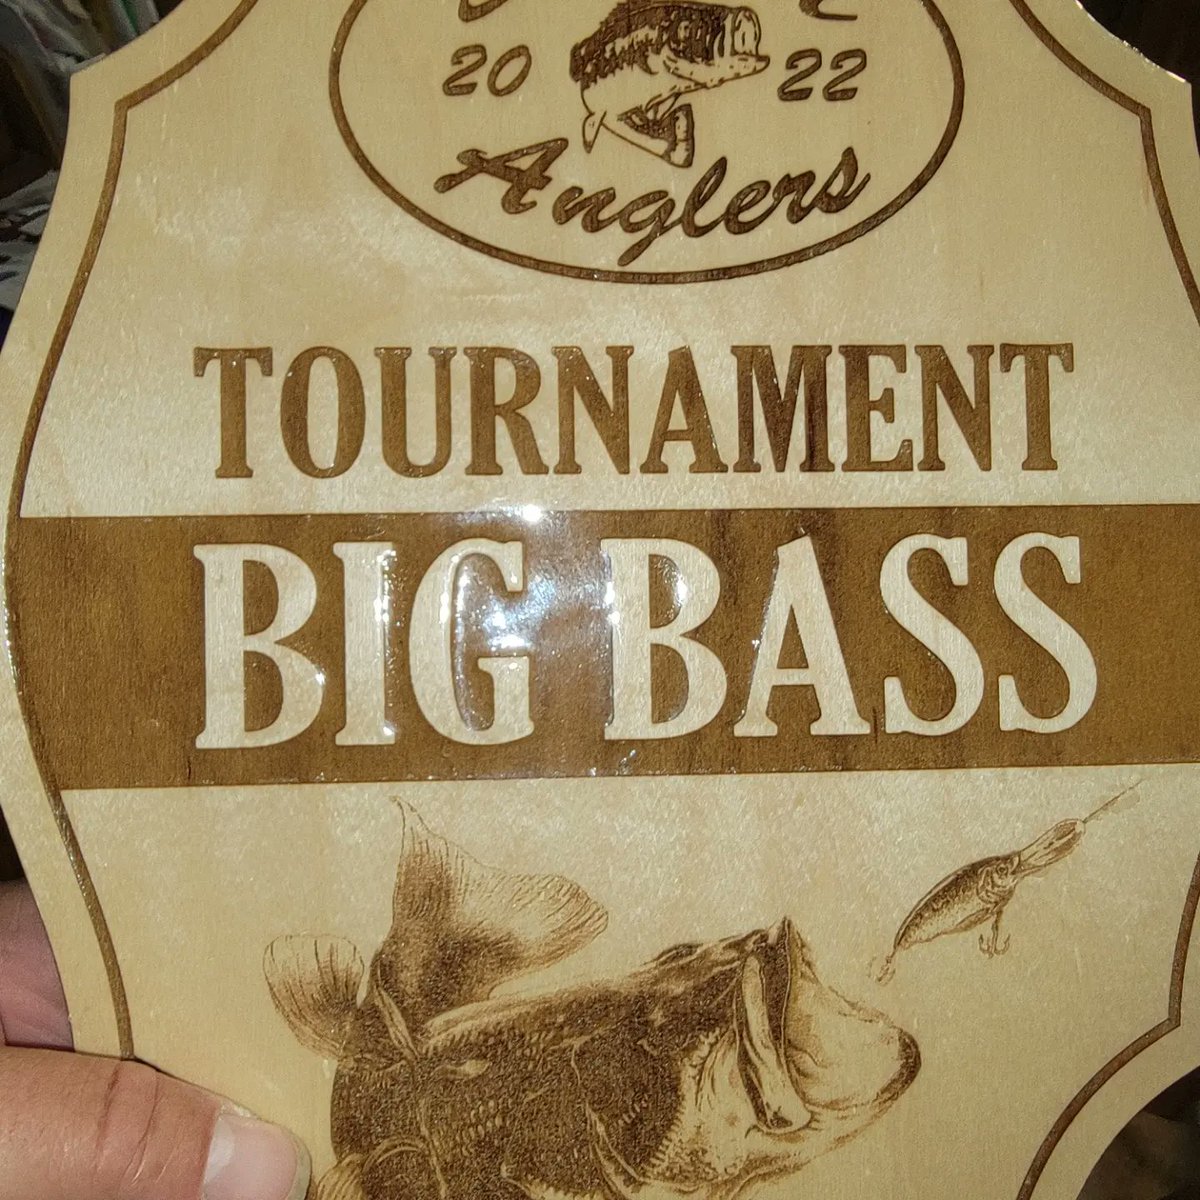 20 22
Anglers
TOURNAMENT
BIG BASS